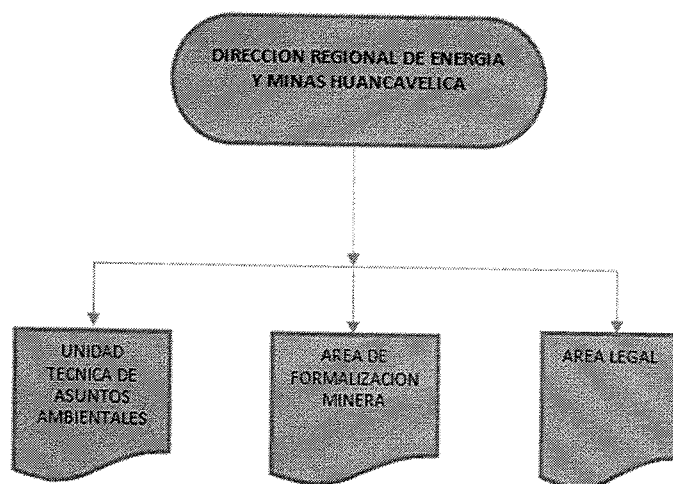 DIRECCION REGIONAL DE ENERGIA
Y MINAS HUANCAVELICA
UNIDAD
TECNICA DE
ASUNTOS
AMBIENTALES
AREA DE
FORMALIZACION
MINERA
AREA LEGAL